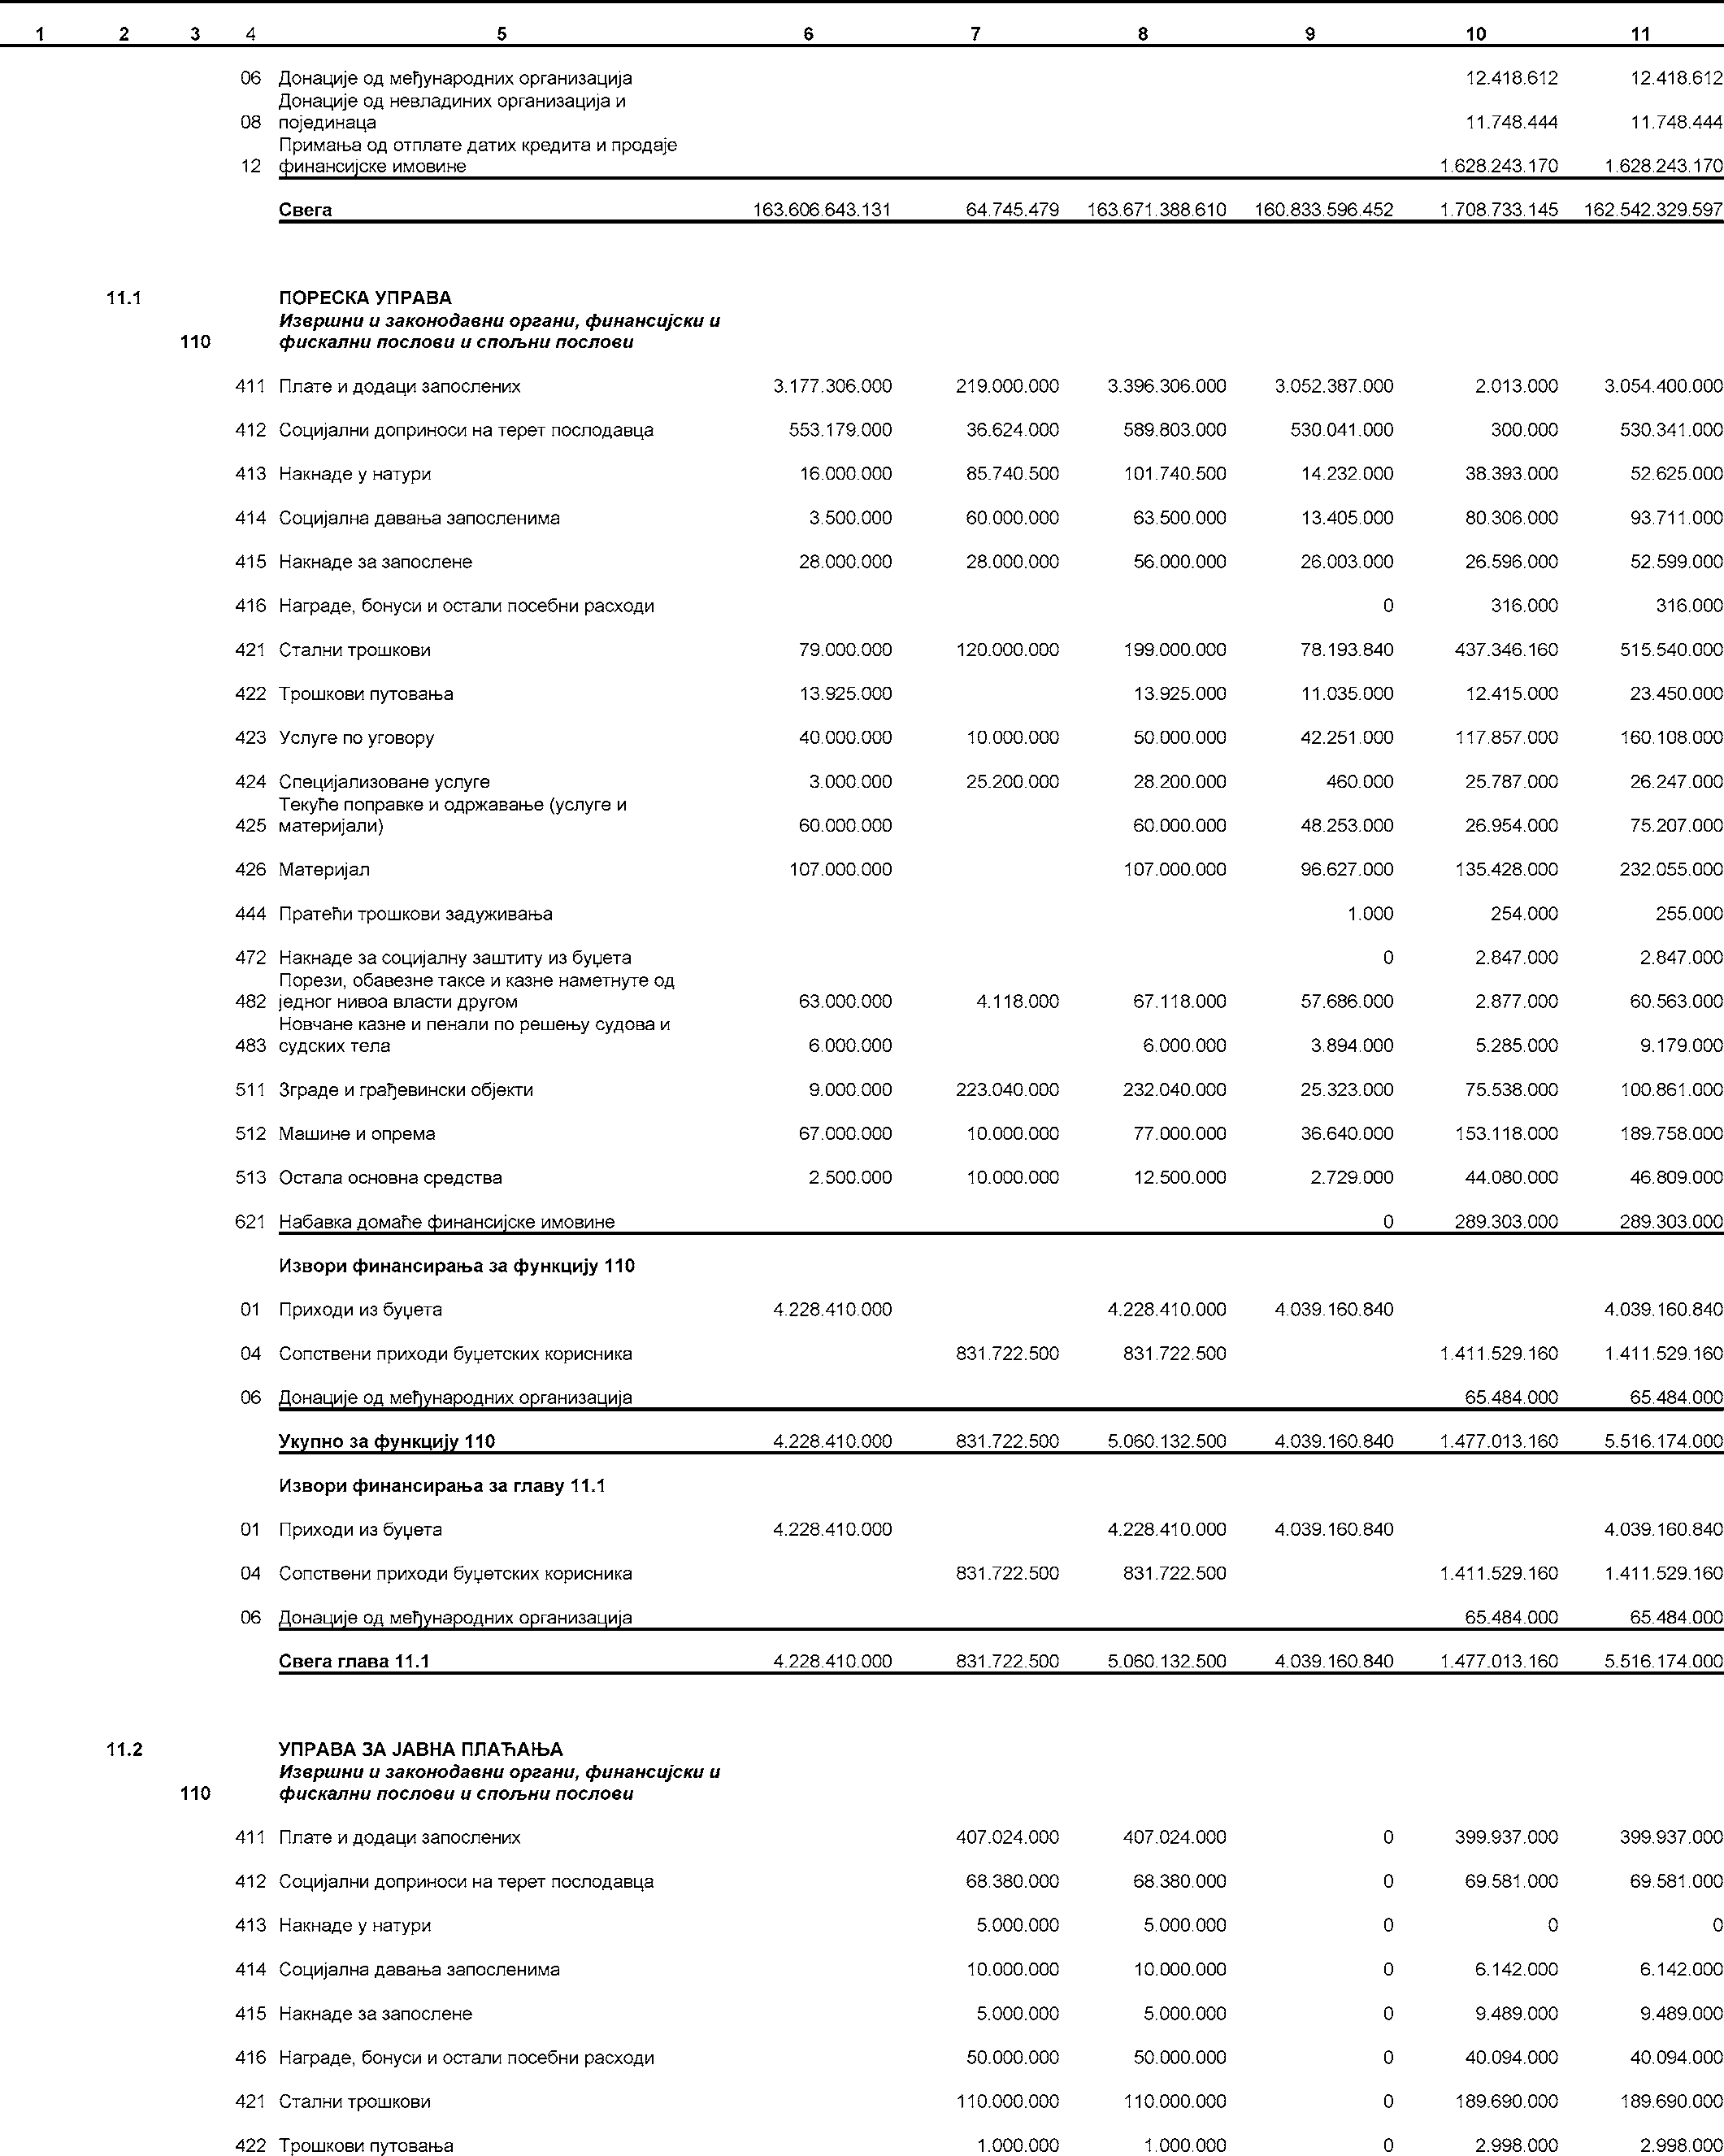 1 2 3 4 5 6 7 8 9 10 11
06 Донације од међународних организација 12.418.612 12.418.612
Донације од невладиних организација и
08 појединаца 11.748.444 11.748.444
Примања од отплате датих кредита и продаје
12 финансијске имовине 1.628.243.170 1.628.243.170
Свега 163.606.643.131 64.745.479 163.671.388.610 160.833.596.452 1.708.733.145 162.542.329.597
11.1 ПОРЕСКА УПРАВА
Извршни и законодавни органи, финансијски и
110 фискални послови и спољни послови
411 Плате и додаци запослених 3.177.306.000 219.000.000 3.396.306.000 3.052.387.000 2.013.000 3.054.400.000
412 Социјални доприноси на терет послодавца 553.179.000 36.624.000 589.803.000 530.041.000 300.000 530.341.000
413 Накнаде у натури 16.000.000 85.740.500 101.740.500 14.232.000 38.393.000 52.625.000
414 Социјална давања запосленима 3.500.000 60.000.000 63.500.000 13.405.000 80.306.000 93.711.000
415 Накнаде за запослене 28.000.000 28.000.000 56.000.000 26.003.000 26.596.000 52.599.000
416 Награде, бонуси и остали посебни расходи 0 316.000 316.000
421 Стални трошкови 79.000.000 120.000.000 199.000.000 78.193.840 437.346.160 515.540.000
422 Трошкови путовања 13.925.000 13.925.000 11.035.000 12.415.000 23.450.000
423 Услуге по уговору 40.000.000 10.000.000 50.000.000 42.251.000 117.857.000 160.108.000
424 Специјализоване услуге 3.000.000 25.200.000 28.200.000 460.000 25.787.000 26.247.000
Текуће поправке и одржавање (услуге и
425 материјали) 60.000.000 60.000.000 48.253.000 26.954.000 75.207.000
426 Материјал 107.000.000 107.000.000 96.627.000 135.428.000 232.055.000
444 Пратећи трошкови задуживања 1.000 254.000 255.000
472 Накнаде за социјалну заштиту из буџета 0 2.847.000 2.847.000
Порези, обавезне таксе и казне наметнуте од
482 једног нивоа власти другом 63.000.000 4.118.000 67.118.000 57.686.000 2.877.000 60.563.000
Новчане казне и пенали по решењу судова и
483 судских тела 6.000.000 6.000.000 3.894.000 5.285.000 9.179.000
511 Зграде и грађевински објекти 9.000.000 223.040.000 232.040.000 25.323.000 75.538.000 100.861.000
512 Машине и опрема 67.000.000 10.000.000 77.000.000 36.640.000 153.118.000 189.758.000
513 Остала основна средства 2.500.000 10.000.000 12.500.000 2.729.000 44.080.000 46.809.000
621 Набавка домаће финансијске имовине 0 289.303.000 289.303.000
Извори финансирања за функцију 110
01 Приходи из буџета 4.228.410.000 4.228.410.000 4.039.160.840 4.039.160.840
04 Сопствени приходи буџетских корисника 831.722.500 831.722.500 1.411.529.160 1.411.529.160
06 Донације од међународних организација 65.484.000 65.484.000
Укупно за функцију 110 4.228.410.000 831.722.500 5.060.132.500 4.039.160.840 1.477.013.160 5.516.174.000
Извори финансирања за главу 11.1
01 Приходи из буџета 4.228.410.000 4.228.410.000 4.039.160.840 4.039.160.840
04 Сопствени приходи буџетских корисника 831.722.500 831.722.500 1.411.529.160 1.411.529.160
06 Донације од међународних организација 65.484.000 65.484.000
Свега глава 11.1 4.228.410.000 831.722.500 5.060.132.500 4.039.160.840 1.477.013.160 5.516.174.000
11.2 УПРАВА ЗА ЈАВНА ПЛАЋАЊА
Извршни и законодавни органи, финансијски и
110 фискални послови и спољни послови
411 Плате и додаци запослених 407.024.000 407.024.000 0 399.937.000 399.937.000
412 Социјални доприноси на терет послодавца 68.380.000 68.380.000 0 69.581.000 69.581.000
413 Накнаде у натури 5.000.000 5.000.000 0 0 0
414 Социјална давања запосленима 10.000.000 10.000.000 0 6.142.000 6.142.000
415 Накнаде за запослене 5.000.000 5.000.000 0 9.489.000 9.489.000
416 Награде, бонуси и остали посебни расходи 50.000.000 50.000.000 0 40.094.000 40.094.000
421 Стални трошкови 110.000.000 110.000.000 0 189.690.000 189.690.000
422 Трошкови путовања 1.000.000 1.000.000 0 2.998.000 2.998.000